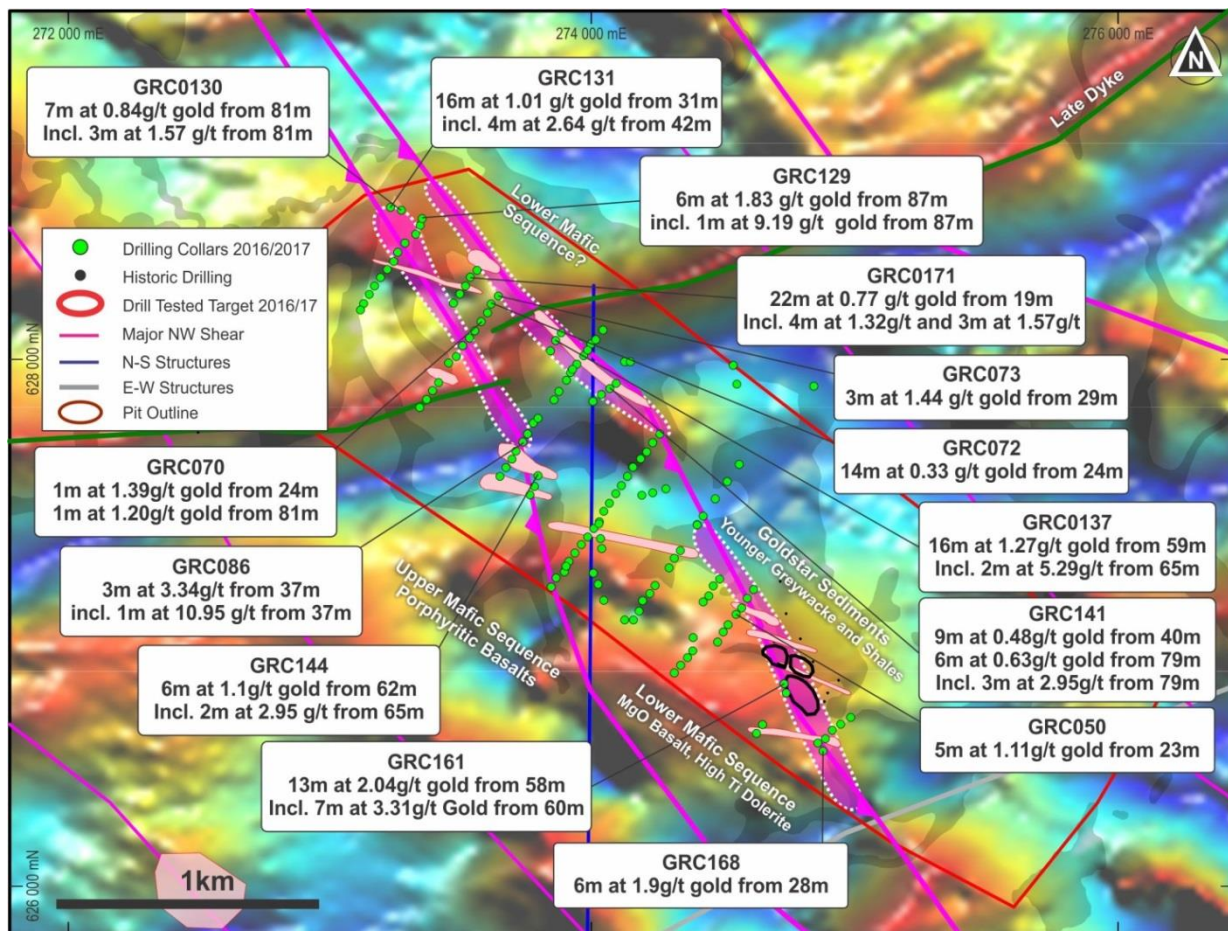 272 000 mE
274 000 mE
276 000 mE
N
GRC0130
7m at 0.84g/t gold from 81m
Incl. 3m at 1.57 g/t from 81m
GRC131
16m at 1.01 g/t gold from 31m
incl. 4m at 2.64 g/t from 42m
Late Dyke
GRC129
6m at 1.83 g/t gold from 87m
incl. 1m at 9.19 g/t gold from 87m
Lower Mafic
Sequence?
Drilling Collars 2016/2017
Historic Drilling
Drill Tested Target 2016/17
Major NW Shear
N-S Structures
E-W Structures
Pit Outline
GRC0171
22m at 0.77 g/t gold from 19m
Incl. 4m at 1.32g/t and 3m at 1.57g/t
628 000 mN
GRC073
3m at 1.44 g/t gold from 29m
GRC072
14m at 0.33 g/t gold from 24m
GRC070
1m at 1.39g/t gold from 24m
1m at 1.20g/t gold from 81m
GRC0137
16m at 1.27g/t gold from 59m
Incl. 2m at 5.29g/t from 65m
GRC086
3m at 3.34g/t from 37m
incl. 1m at 10.95 g/t from 37m
Goldstar Sediments
Younger Greywacke and Shales
Upper Mafic Sequence
Porphyritic Basalts
GRC141
9m at 0.48g/t gold from 40m
6m at 0.63g/t gold from 79m
Incl. 3m at 2.95g/t from 79m
GRC144
6m at 1.1g/t gold from 62m
Incl. 2m at 2.95 g/t from 65m
Lower Mafic Sequence
MgO Basalt, High Ti Dolerite
GRC050
5m at 1.11g/t gold from 23m
GRC161
13m at 2.04g/t gold from 58m
Incl. 7m at 3.31g/t Gold from 60m
GRC168
6m at 1.9g/t gold from 28m
626 000 mN
1km